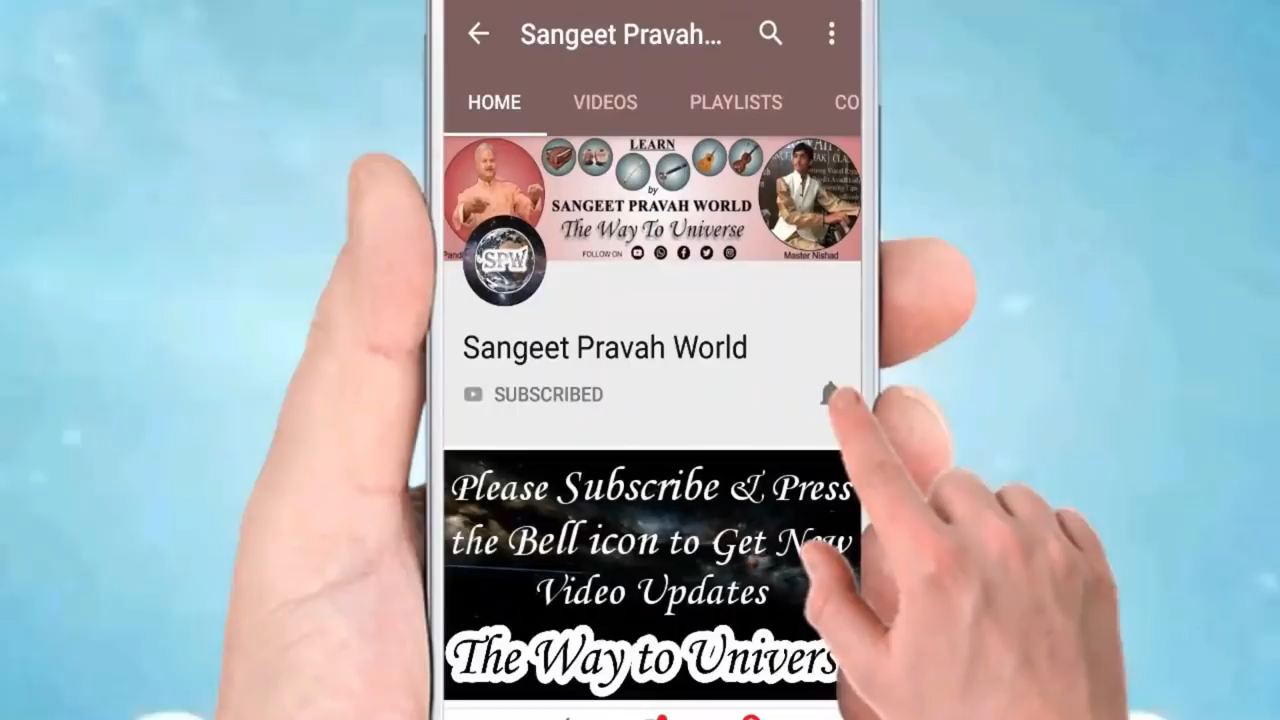 Sangeet Pravah...
HOME VIDEOS PLAYLISTS CO
LEARN
by
SANGEET PRAVAH WORLD
The Way To Universe
FOLLOW ON
Pand
Master Nishad
SPW
Sangeet Pravah World
SUBSCRIBED
Please Subscribe & Press
the Bell icon to Get New
Video Updates
The Way to Univers